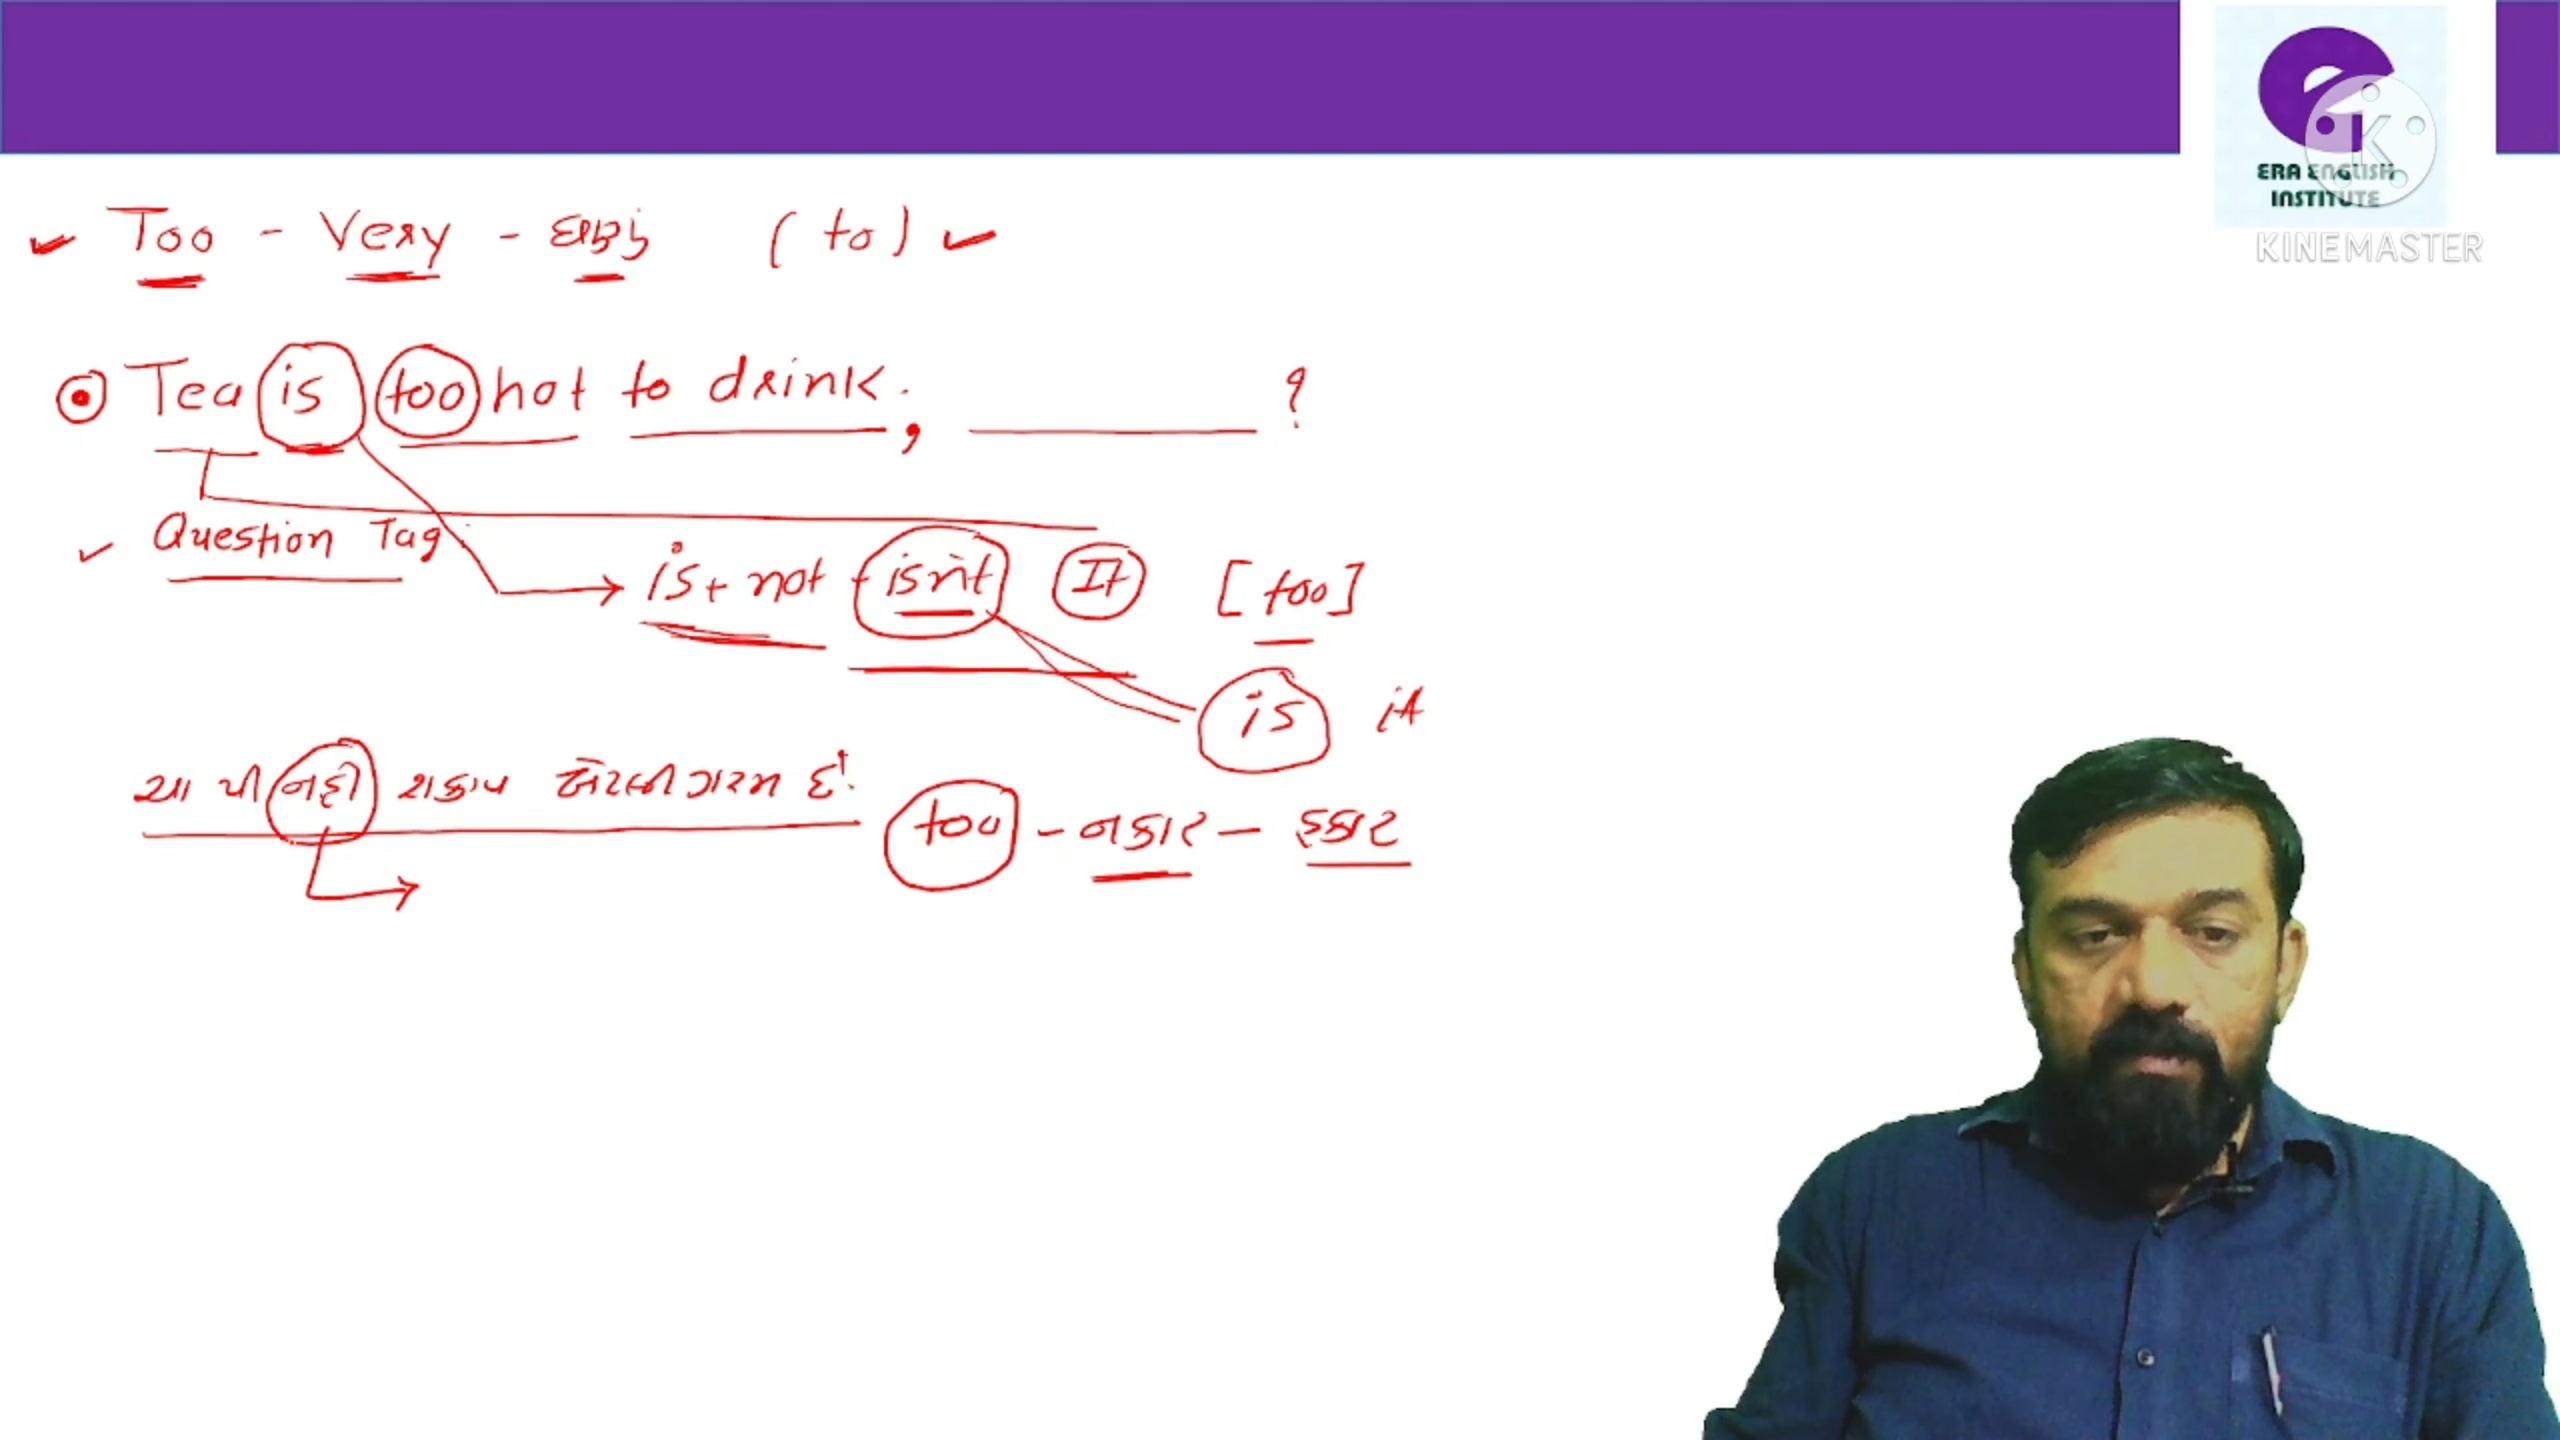 ERA ENGLISH
INSTITUTE
KINEMASTER
Too - Very - ઘણું (to)
Tea is too hot to drink. , ?
Question Tag
is + not - isn't It [too]
is it
ચા પી નહી શકાય એટલી ગરમ છે.
too - નકાર - હકાર